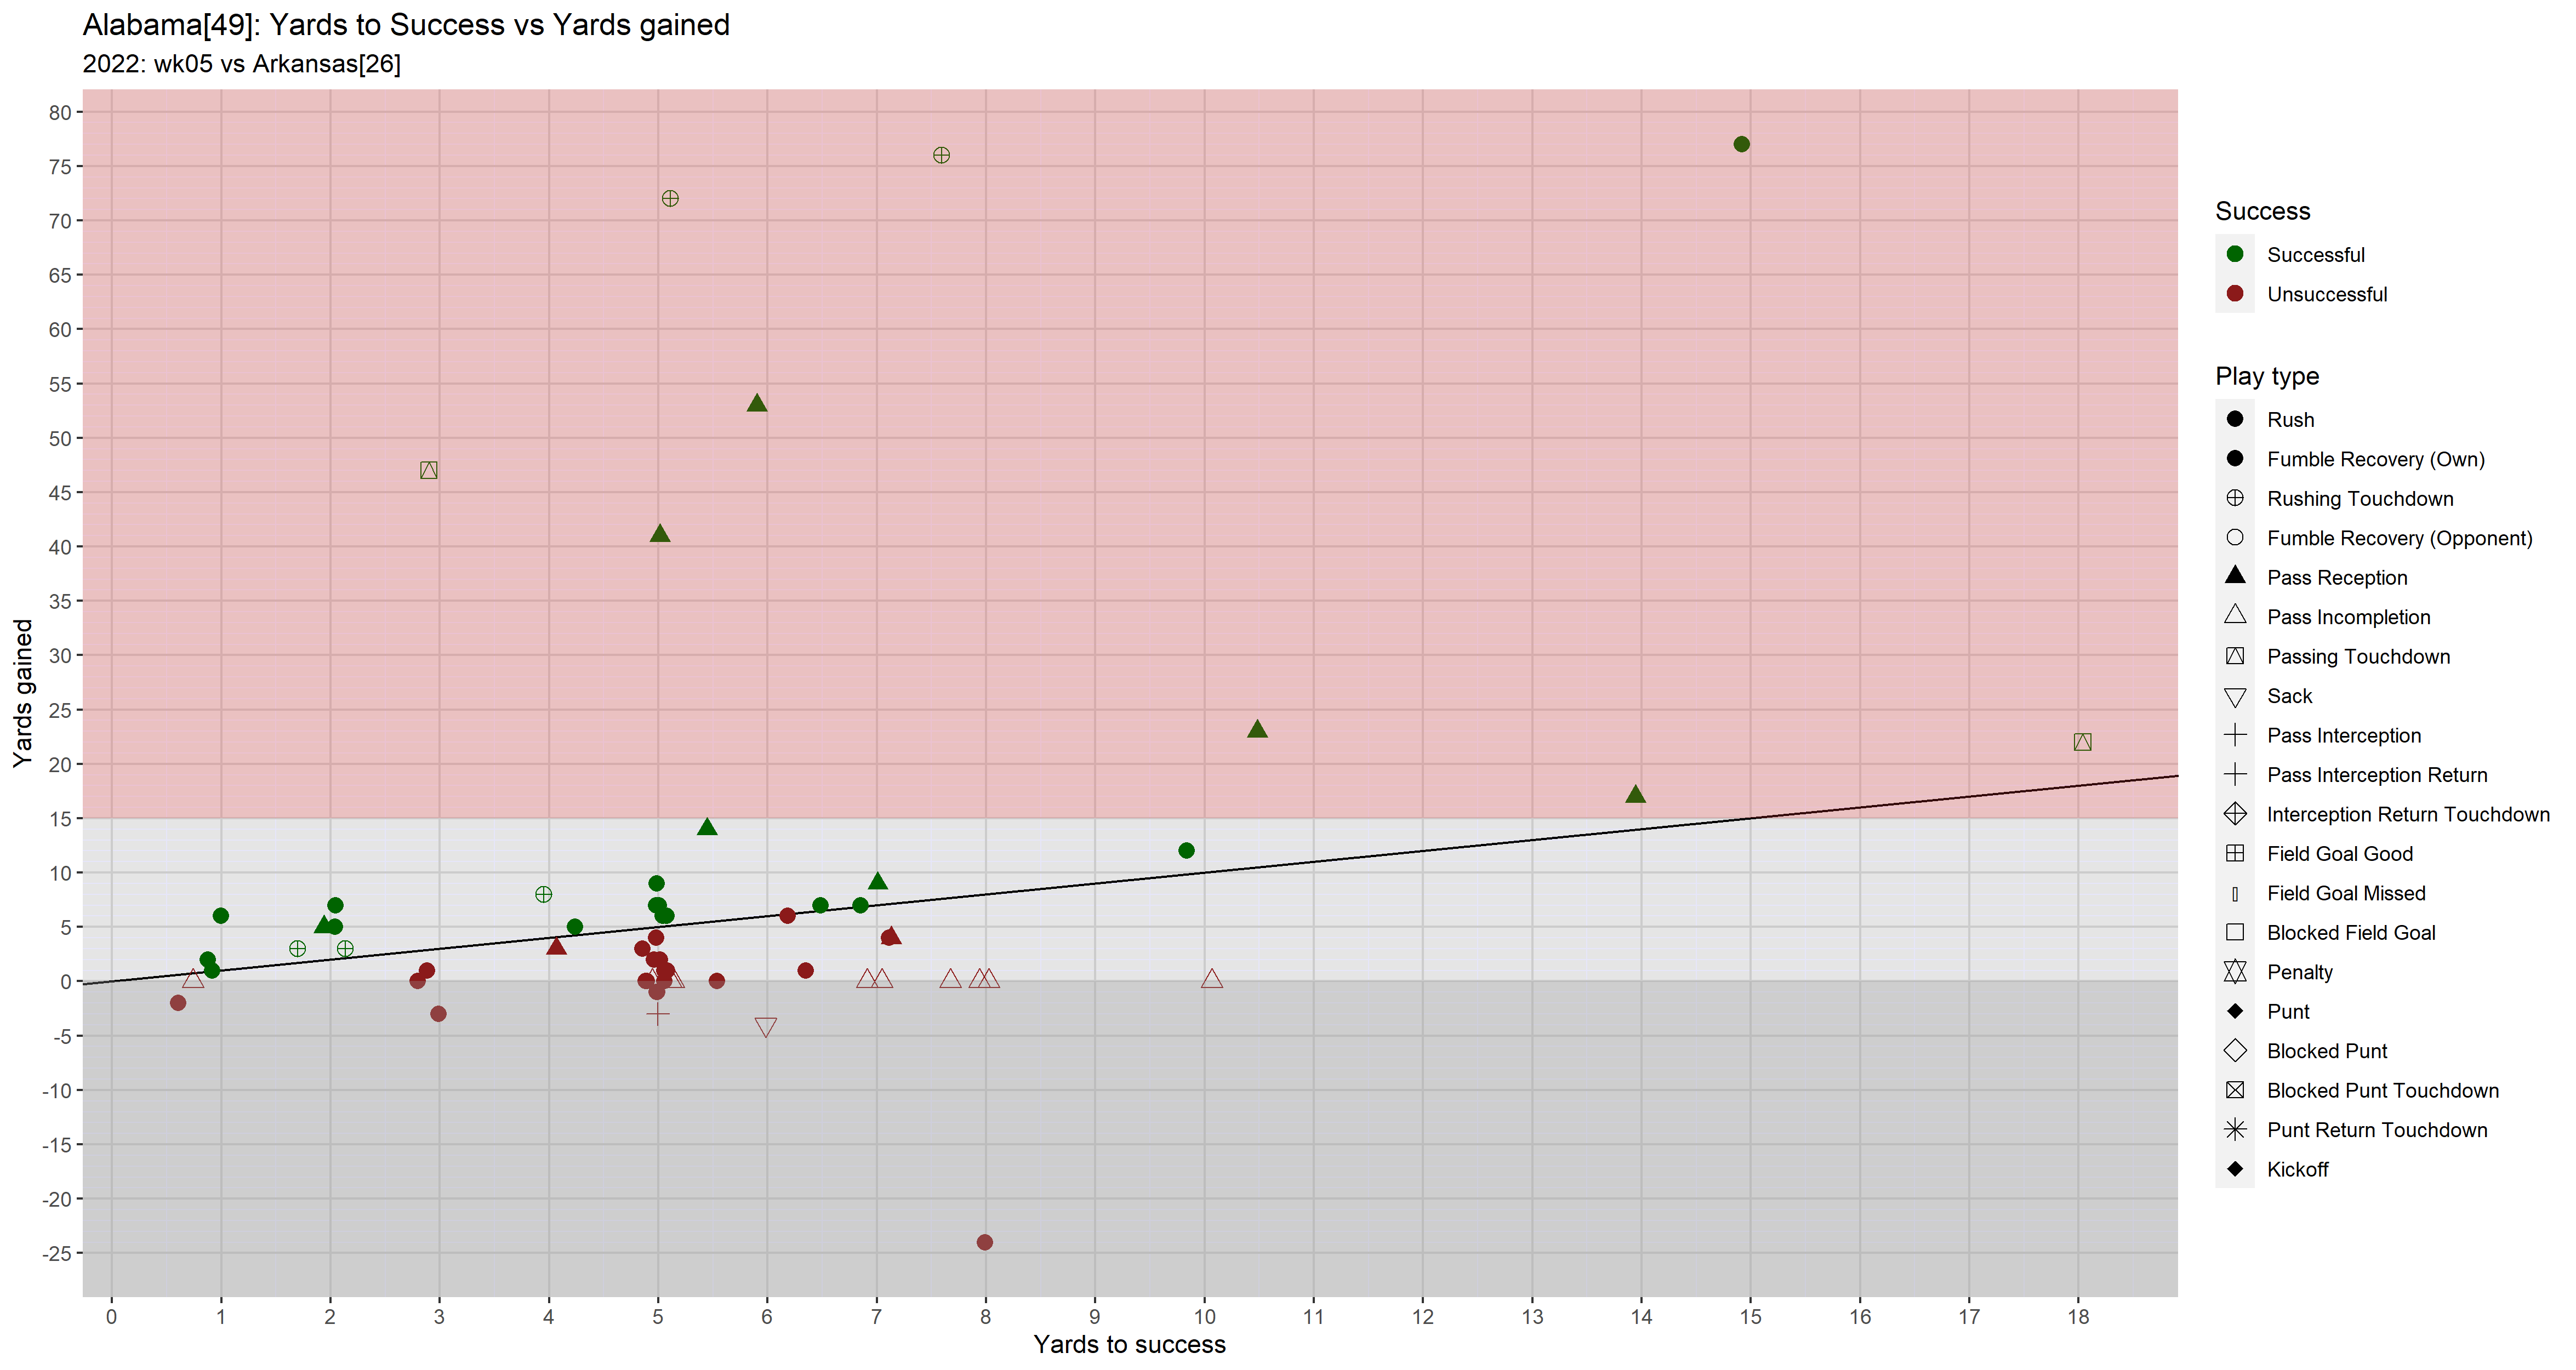 Alabama[49]: Yards to Success vs Yards gained
2022: wk05 vs Arkansas[26]
80
75
70
65
60
55
50
45
40
35
30
25
20
15
10
5
0
-5
-10
-15
-20
-25
Yards gained
0 1 2 3 4 5 6 7 8 9 10 11 12 13 14 15 16 17 18
Yards to success
Success
Successful
Unsuccessful
Play type
Rush
Fumble Recovery (Own)
Rushing Touchdown
Fumble Recovery (Opponent)
Pass Reception
Pass Incompletion
Passing Touchdown
Sack
Pass Interception
Pass Interception Return
Interception Return Touchdown
Field Goal Good
Field Goal Missed
Blocked Field Goal
Penalty
Punt
Blocked Punt
Blocked Punt Touchdown
Punt Return Touchdown
Kickoff